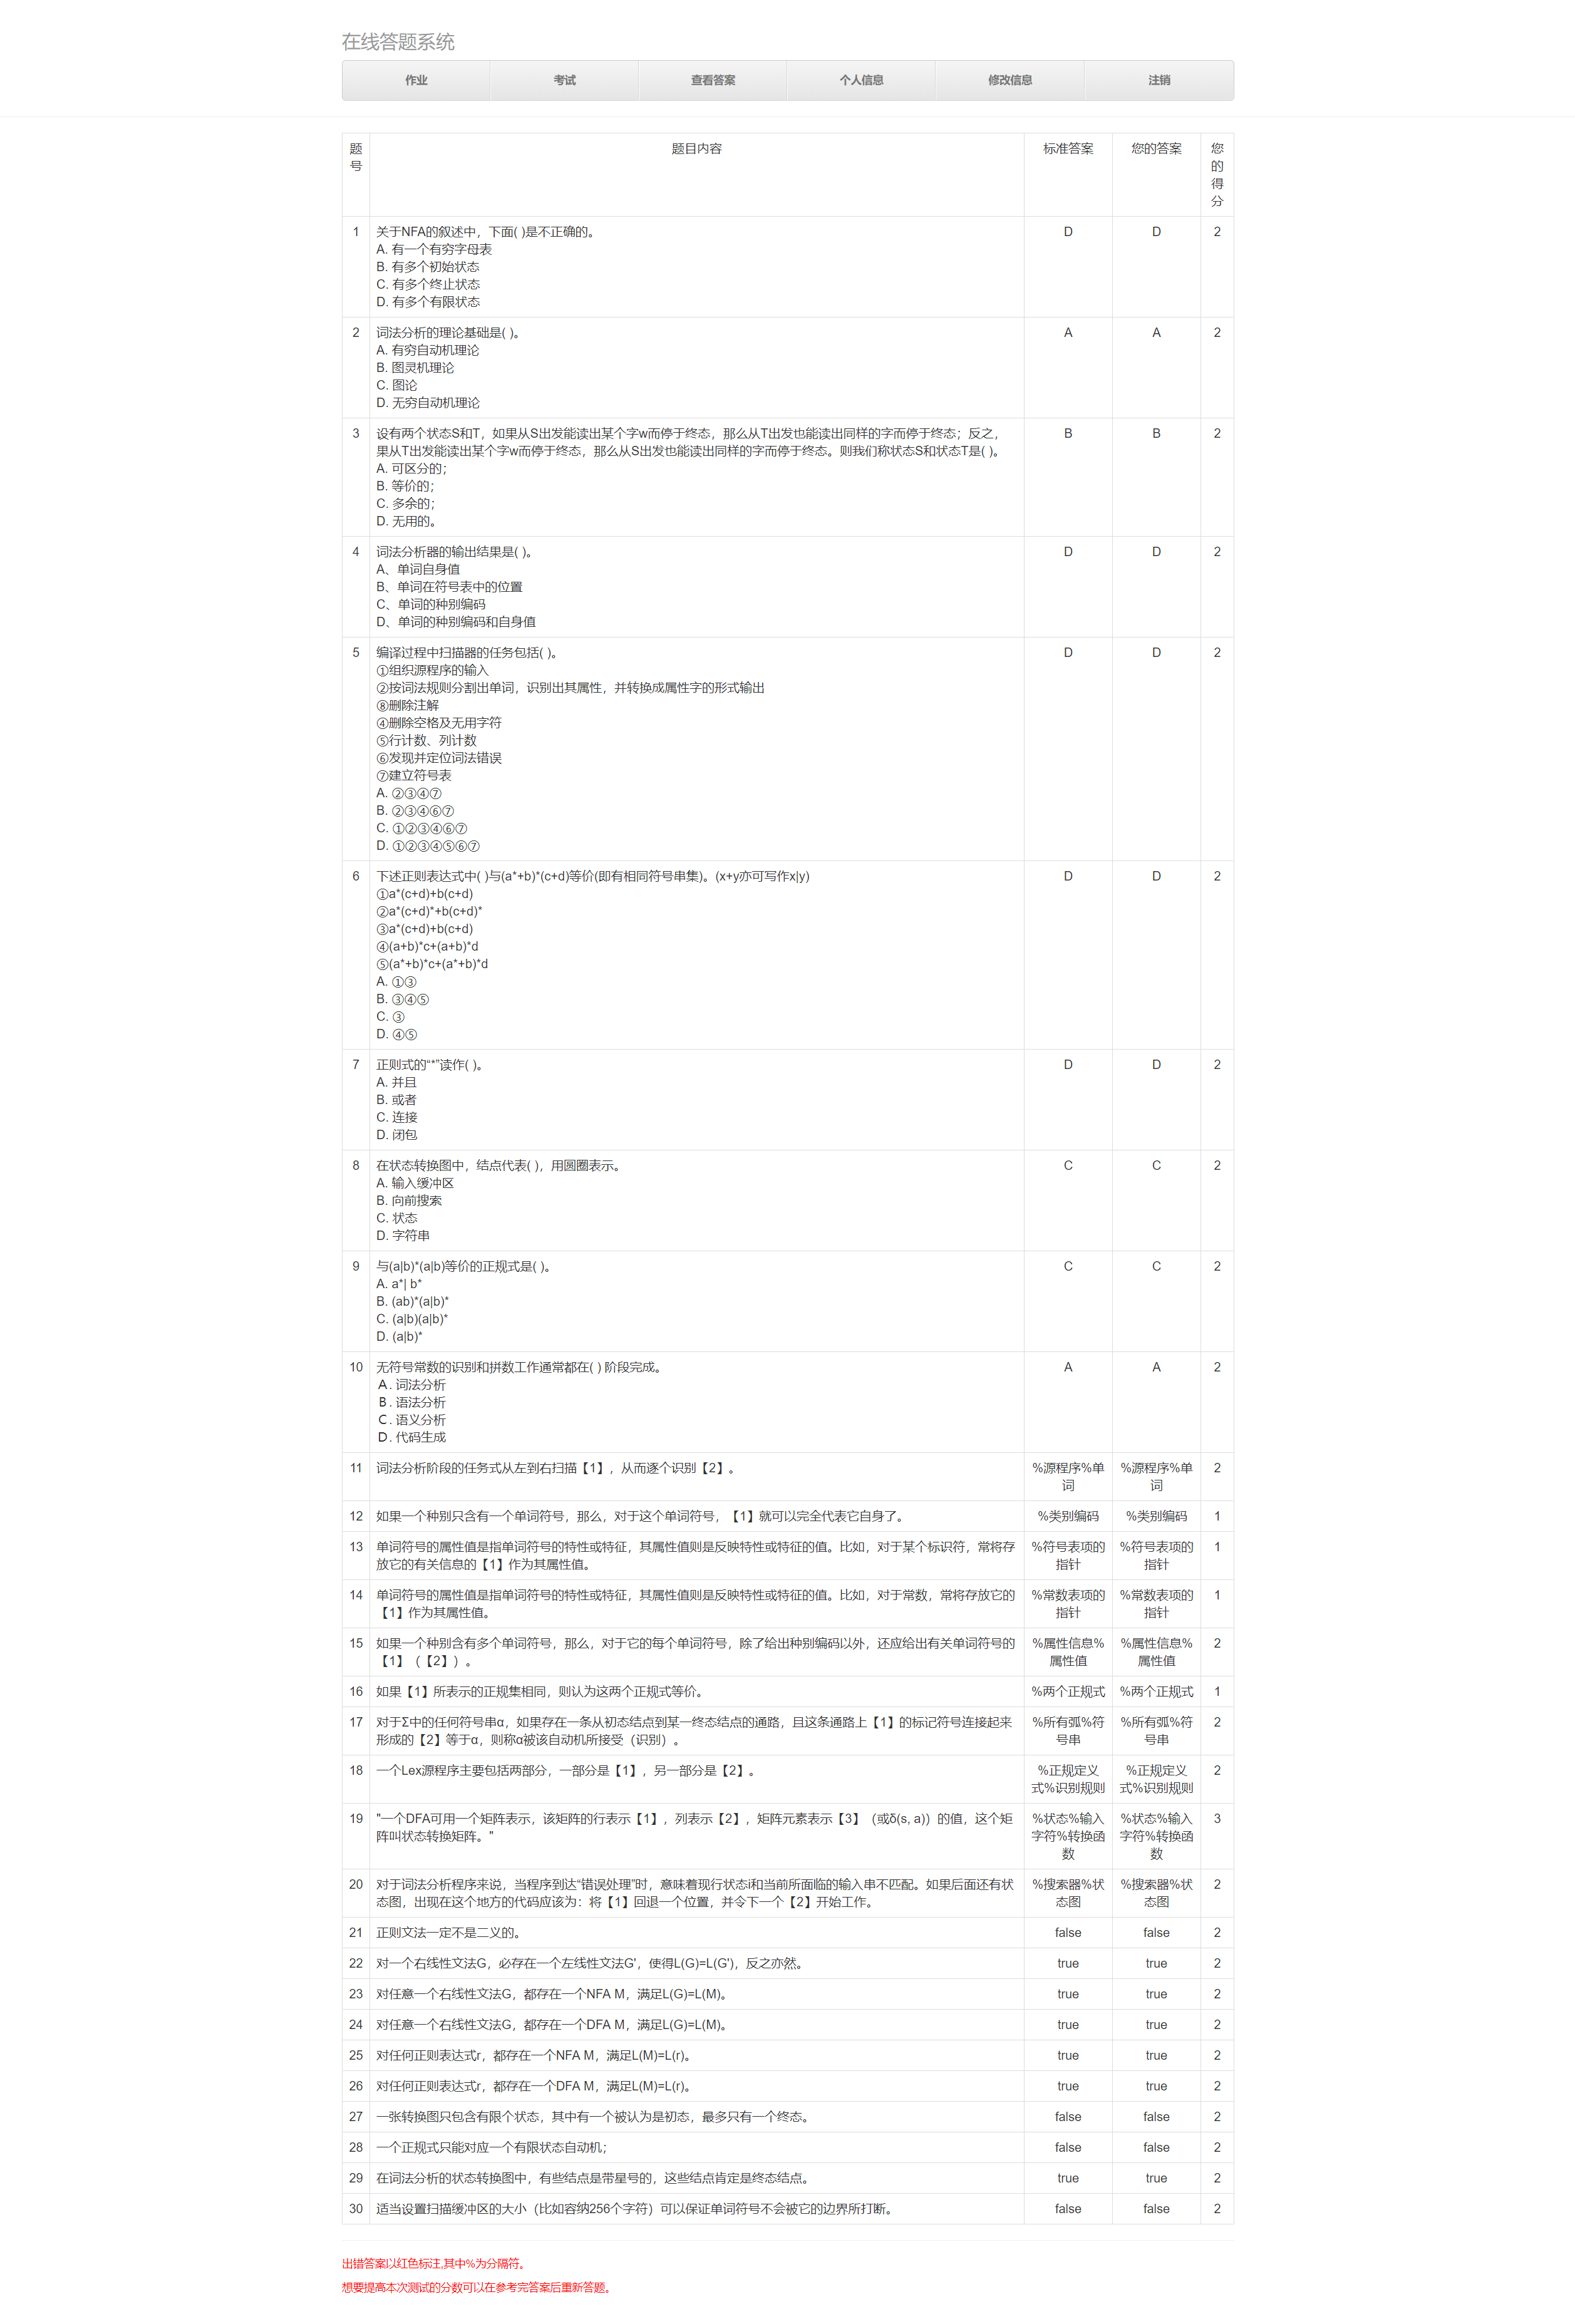 在线答题系统
作业 考试 查看答案 个人信息 修改信息 注销
题号 题目内容 标准答案 您的答案 您的得分
1 关于NFA的叙述中，下面( )是不正确的。 D D 2
A. 有一个有穷字母表
B. 有多个初始状态
C. 有多个终止状态
D. 有多个有限状态
2 词法分析的理论基础是( )。 A A 2
A. 有穷自动机理论
B. 图灵机理论
C. 图论
D. 无穷自动机理论
3 设有两个状态S和T，如果从S出发能读出某个字w而停于终态，那么从T出发也能读出同样的字而停于终态；反之， B B 2
果从T出发能读出某个字w而停于终态，那么从S出发也能读出同样的字而停于终态。则我们称状态S和状态T是( )。
A. 可区分的；
B. 等价的；
C. 多余的；
D. 无用的。
4 词法分析器的输出结果是( )。 D D 2
A、单词自身值
B、单词在符号表中的位置
C、单词的种别编码
D、单词的种别编码和自身值
5 编译过程中扫描器的任务包括( )。 D D 2
①组织源程序的输入
②按词法规则分割出单词，识别出其属性，并转换成属性字的形式输出
⑧删除注解
④删除空格及无用字符
⑤行计数、列计数
⑥发现并定位词法错误
⑦建立符号表
A. ②③④⑦
B. ②③④⑥⑦
C. ①②③④⑥⑦
D. ①②③④⑤⑥⑦
6 下述正则表达式中( )与(a*+b)*(c+d)等价(即有相同符号串集)。(x+y亦可写作x|y) D D 2
①a*(c+d)+b(c+d)
②a*(c+d)*+b(c+d)*
③a*(c+d)+b(c+d)
④(a+b)*c+(a+b)*d
⑤(a*+b)*c+(a*+b)*d
A. ①③
B. ③④⑤
C. ③
D. ④⑤
7 正则式的“*”读作( )。 D D 2
A. 并且
B. 或者
C. 连接
D. 闭包
8 在状态转换图中，结点代表( )，用圆圈表示。 C C 2
A. 输入缓冲区
B. 向前搜索
C. 状态
D. 字符串
9 与(a|b)*(a|b)等价的正规式是( )。 C C 2
A. a*| b*
B. (ab)*(a|b)*
C. (a|b)(a|b)*
D. (a|b)*
10 无符号常数的识别和拼数工作通常都在( ) 阶段完成。 A A 2
Ａ. 词法分析
Ｂ. 语法分析
Ｃ. 语义分析
Ｄ. 代码生成
11 词法分析阶段的任务式从左到右扫描【1】，从而逐个识别【2】。 %源程序%单词 %源程序%单词 2
12 如果一个种别只含有一个单词符号，那么，对于这个单词符号，【1】就可以完全代表它自身了。 %类别编码 %类别编码 1
13 单词符号的属性值是指单词符号的特性或特征，其属性值则是反映特性或特征的值。比如，对于某个标识符，常将存 %符号表项的指针 %符号表项的指针 1
放它的有关信息的【1】作为其属性值。
14 单词符号的属性值是指单词符号的特性或特征，其属性值则是反映特性或特征的值。比如，对于常数，常将存放它的 %常数表项的指针 %常数表项的指针 1
【1】作为其属性值。
15 如果一个种别含有多个单词符号，那么，对于它的每个单词符号，除了给出种别编码以外，还应给出有关单词符号的 %属性信息%属性值 %属性信息%属性值 2
【1】（【2】）。
16 如果【1】所表示的正规集相同，则认为这两个正规式等价。 %两个正规式 %两个正规式 1
17 对于Σ中的任何符号串α，如果存在一条从初态结点到某一终态结点的通路，且这条通路上【1】的标记符号连接起来 %所有弧%符号串 %所有弧%符号串 2
形成的【2】等于α，则称α被该自动机所接受（识别）。
18 一个Lex源程序主要包括两部分，一部分是【1】，另一部分是【2】。 %正规定义式%识别规则 %正规定义式%识别规则 2
19 "一个DFA可用一个矩阵表示，该矩阵的行表示【1】，列表示【2】，矩阵元素表示【3】（或δ(s, a)）的值，这个矩 %状态%输入字符%转换函数 %状态%输入字符%转换函数 3
阵叫状态转换矩阵。"
20 对于词法分析程序来说，当程序到达“错误处理”时，意味着现行状态i和当前所面临的输入串不匹配。如果后面还有状 %搜索器%状态图 %搜索器%状态图 2
态图，出现在这个地方的代码应该为：将【1】回退一个位置，并令下一个【2】开始工作。
21 正则文法一定不是二义的。 false false 2
22 对一个右线性文法G，必存在一个左线性文法G'，使得L(G)=L(G')，反之亦然。 true true 2
23 对任意一个右线性文法G，都存在一个NFA M，满足L(G)=L(M)。 true true 2
24 对任意一个右线性文法G，都存在一个DFA M，满足L(G)=L(M)。 true true 2
25 对任何正则表达式r，都存在一个NFA M，满足L(M)=L(r)。 true true 2
26 对任何正则表达式r，都存在一个DFA M，满足L(M)=L(r)。 true true 2
27 一张转换图只包含有限个状态，其中有一个被认为是初态，最多只有一个终态。 false false 2
28 一个正规式只能对应一个有限状态自动机； false false 2
29 在词法分析的状态转换图中，有些结点是带星号的，这些结点肯定是终态结点。 true true 2
30 适当设置扫描缓冲区的大小（比如容纳256个字符）可以保证单词符号不会被它的边界所打断。 false false 2
出错答案以红色标注,其中%为分隔符。
想要提高本次测试的分数可以在参考完答案后重新答题。